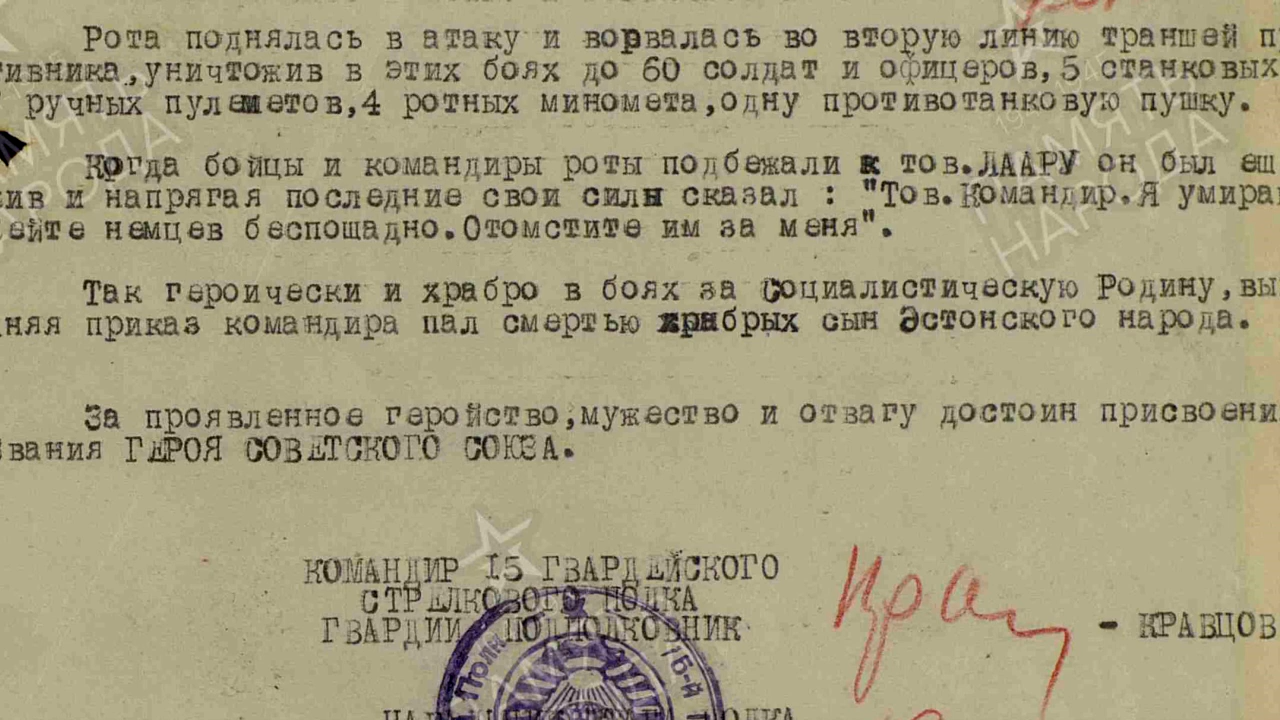 Рота поднялась в атаку и ворвалась во вторую линию траншей п
тивника.,уничтожив в этих боях до 60 солдат и офицеров,5 станковых
ручных пулеметов,4 ротных миномета,одну противотанковую пушку.
Когда бойцы и командиры роты подбежали к тов.ЛААРУ он был ещ
ив и напрягая последние свои силы сказал : "Тов.Командир.Я умира
ейте немцев беспощадно.Отомстите им за меня".
Так героически и храбро в боях за Социалистическую Родину,вы
няя приказ командира пал смертью храбрых сын Эстонского народа.
За проявленное геройство,мужество и отвагу достоин присвоени
звания ГЕРОЯ СОВЕТСКОГО СОЮЗА.
КОМАНДИР 15 ГВАРДЕЙСКОГО
СТРЕЛКОВОГО ПОЛКА
ГВАРДИИ ПОДПОЛКОВНИК
- КРАВЦОВ
ПАМЯТЬ
НАРОДА